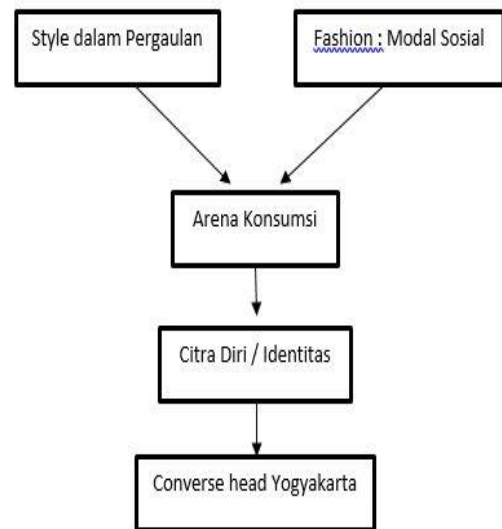 Style dalam Pergaulan
Fashion : Modal Sosial
Arena Konsumsi
Citra Diri / Identitas
Converse head Yogyakarta